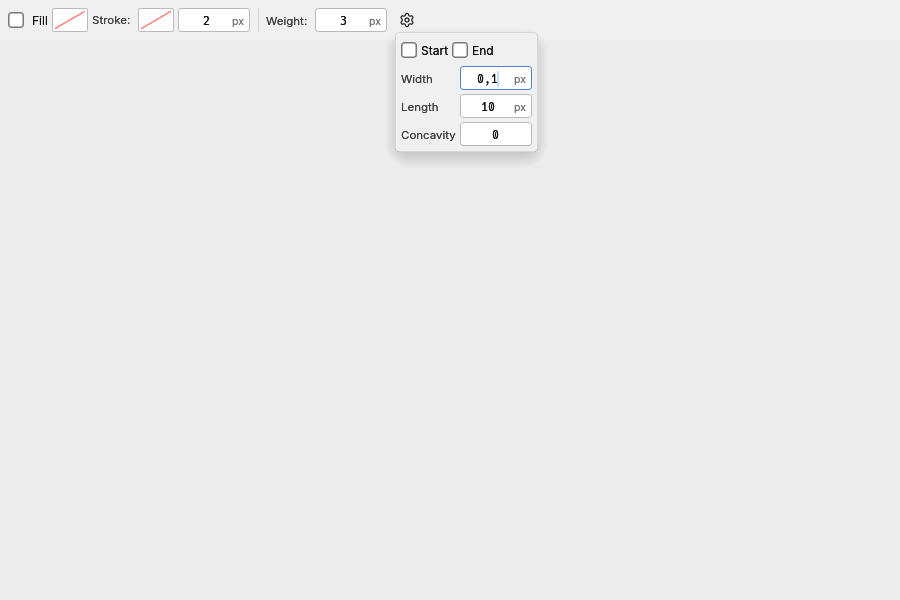 Fill Stroke: 2 px Weight: 3 px
Start End
Width 0,1 px
Length 10 px
Concavity 0